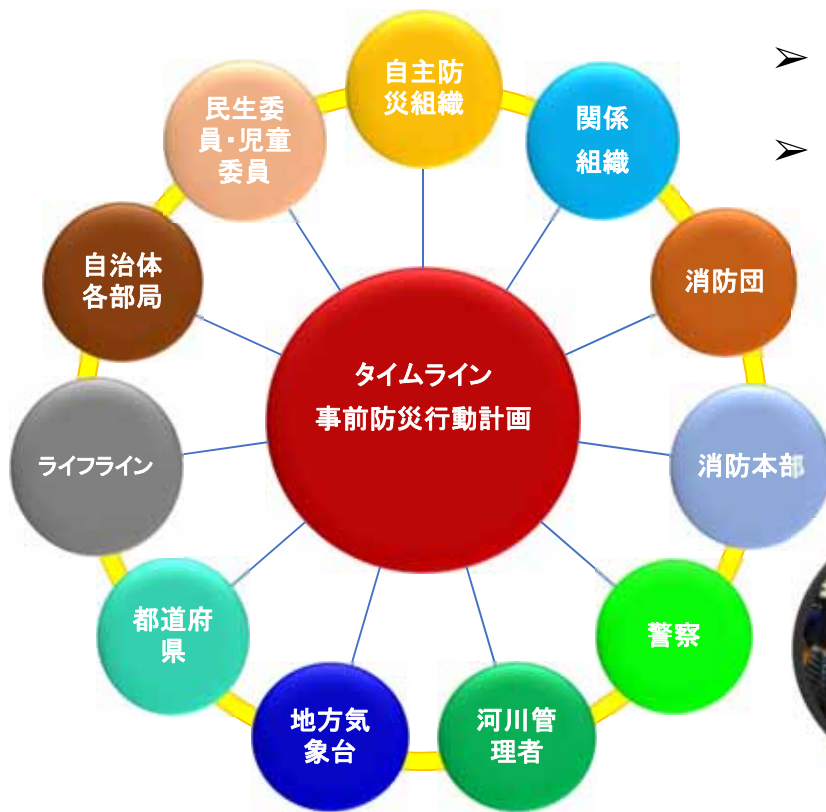 自主防
災組織
関係
組織
消防団
消防本部
警察
河川管
理者
地方気
象台
都道府
県
ライフライン
自治体
各部局
民生委
員・児童
委員
タイムライン
事前防災行動計画
➢
➢